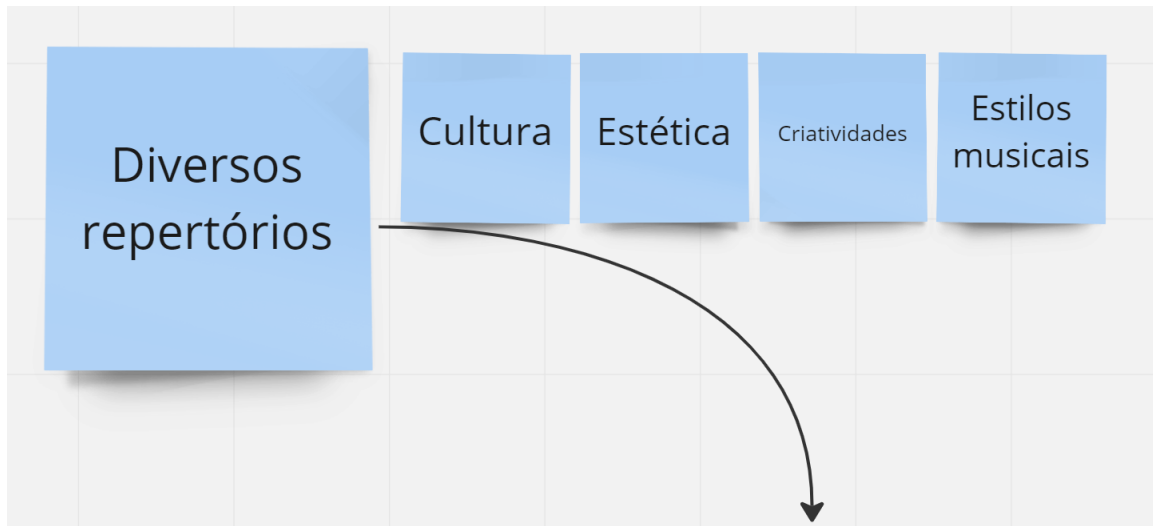 Diversos
repertórios
Cultura
Estética
Criatividades
Estilos
musicais